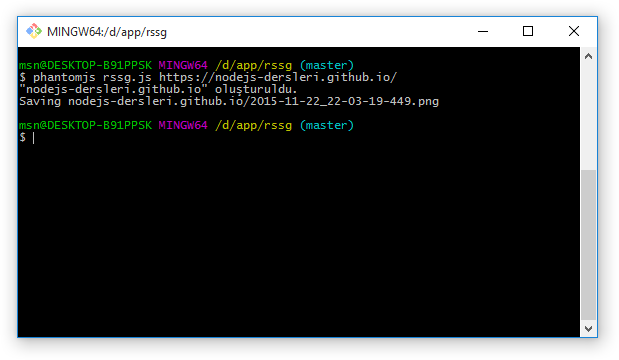 MINGW64:/d/app/rssg
msn@DESKTOP-B91PPSK MINGW64 /d/app/rssg (master)
$ phantomjs rssg.js https://nodejs-dersleri.github.io/
"nodejs-dersleri.github.io" oluşturuldu.
Saving nodejs-dersleri.github.io/2015-11-22_22-03-19-449.png
msn@DESKTOP-B91PPSK MINGW64 /d/app/rssg (master)
$